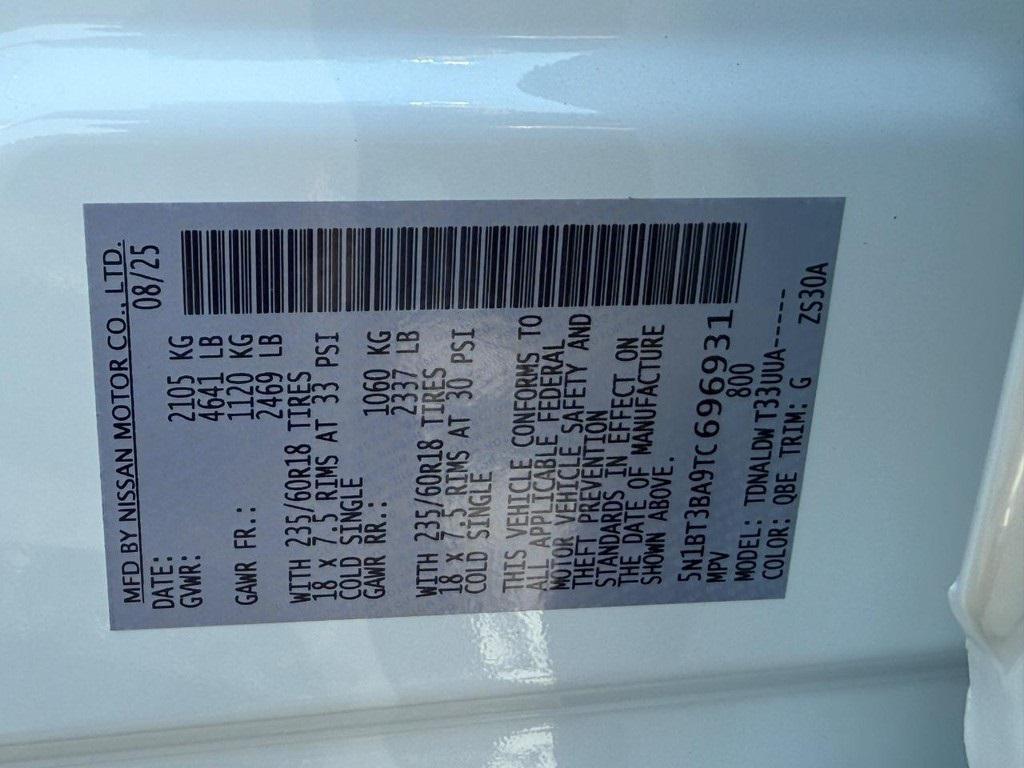 MFD BY NISSAN MOTOR CO., LTD.
DATE: 08/25
GVWR: 2105 KG
4641 LB
GAWR FR.: 1120 KG
2469 LB
WITH 235/60R18 TIRES
18 X 7.5 RIMS AT 33 PSI
COLD SINGLE
GAWR RR.: 1060 KG
2337 LB
WITH 235/60R18 TIRES
18 X 7.5 RIMS AT 30 PSI
COLD SINGLE
THIS VEHICLE CONFORMS TO
ALL APPLICABLE FEDERAL
MOTOR VEHICLE SAFETY AND
THEFT PREVENTION
STANDARDS IN EFFECT ON
THE DATE OF MANUFACTURE
SHOWN ABOVE.
5N1BT3BA9TC696931
MPV 800
MODEL: TDNALDW T33UUA-----
COLOR: QBE TRIM: G ZS30A